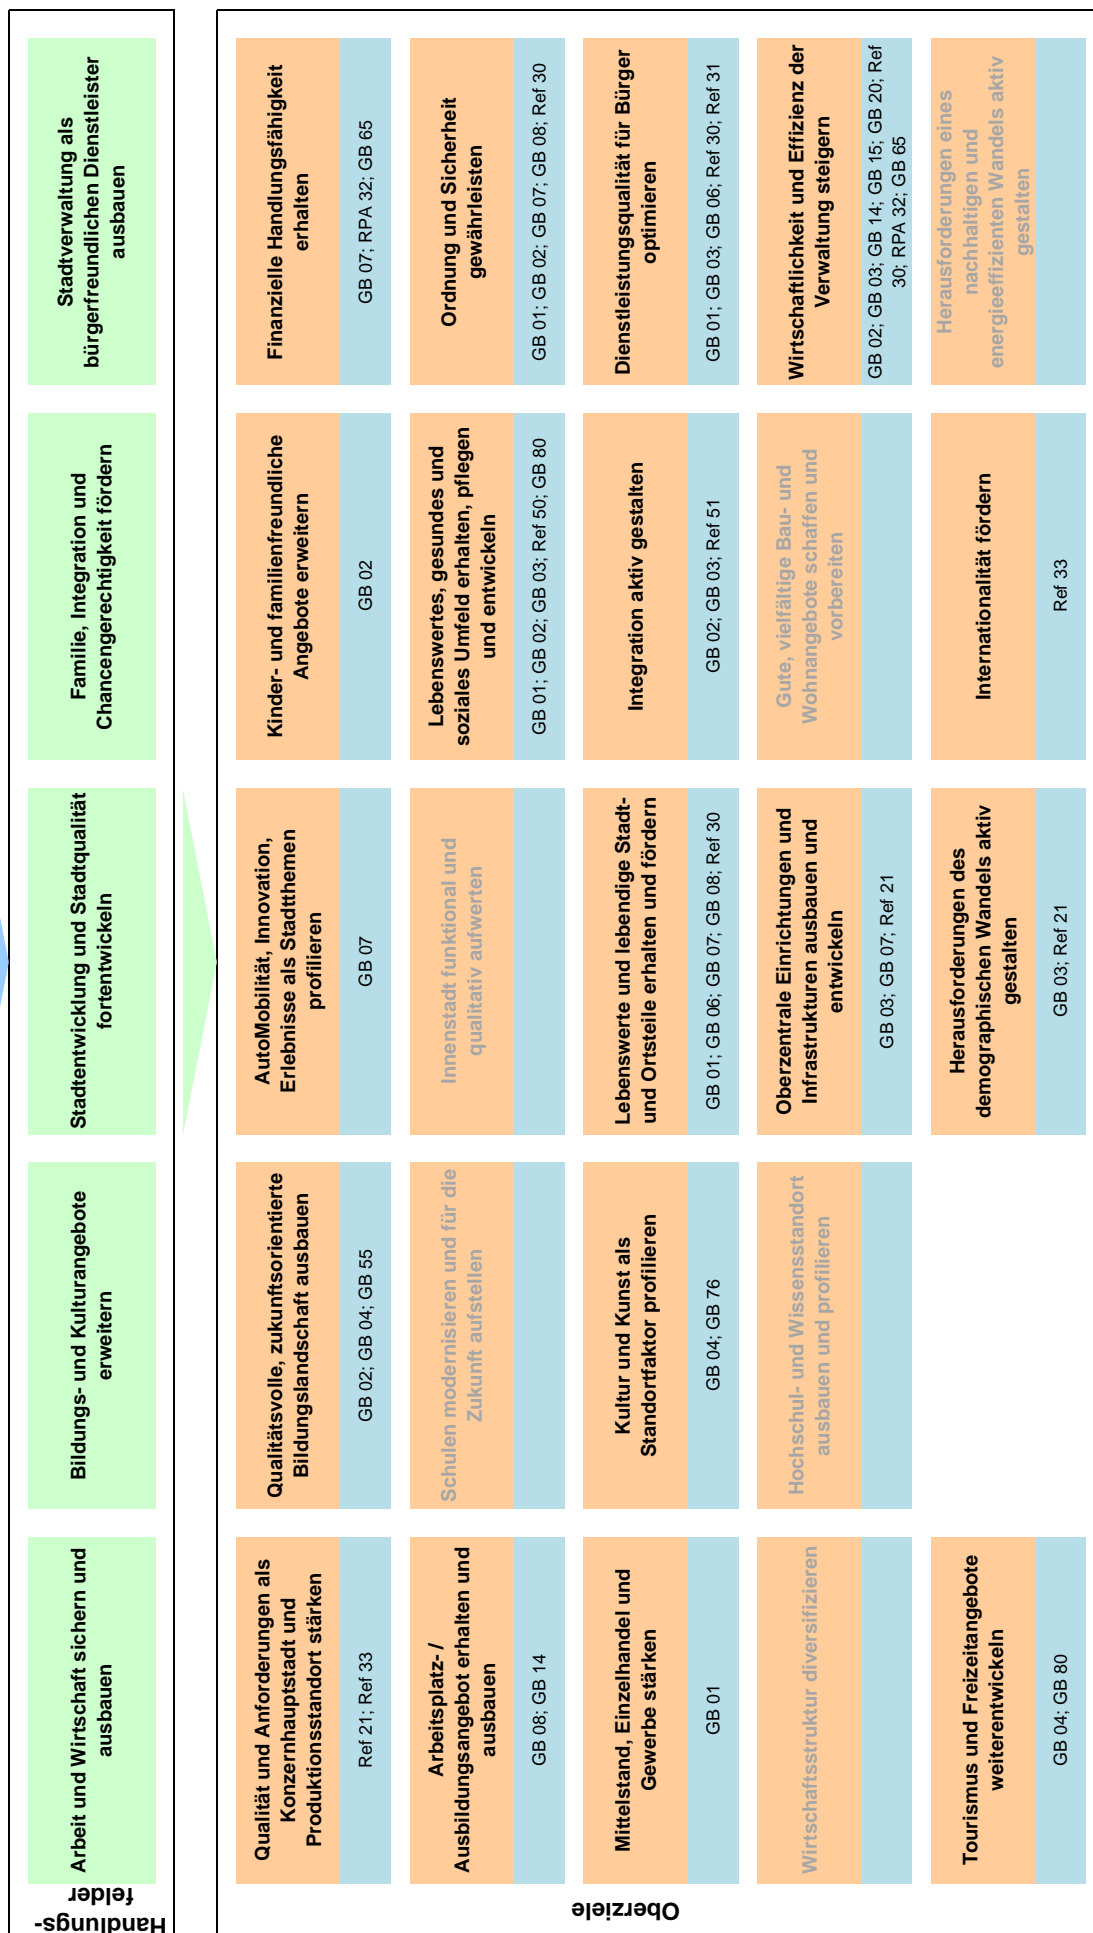 Handlungs-
felder
Arbeit und Wirtschaft sichern und
ausbauen
Bildungs- und Kulturangebote
erweitern
Stadtentwicklung und Stadtqualität
fortentwickeln
Familie, Integration und
Chancengerechtigkeit fördern
Stadtverwaltung als
bürgerfreundlichen Dienstleister
ausbauen
Oberziele
Qualität und Anforderungen als
Konzernhauptstadt und
Produktionsstandort stärken
Ref 21; Ref 33
Qualitätsvolle, zukunftsorientierte
Bildungslandschaft ausbauen
GB 02; GB 04; GB 55
AutoMobilität, Innovation,
Erlebnisse als Stadtthemen
profilieren
GB 07
Kinder- und familienfreundliche
Angebote erweitern
GB 02
Finanzielle Handlungsfähigkeit
erhalten
GB 07; RPA 32; GB 65
Arbeitsplatz- /
Ausbildungsangebot erhalten und
ausbauen
GB 08; GB 14
Schulen modernisieren und für die
Zukunft aufstellen
Innenstadt funktional und
qualitativ aufwerten
Lebenswertes, gesundes und
soziales Umfeld erhalten, pflegen
und entwickeln
GB 01; GB 02; GB 03; Ref 50; GB 80
Ordnung und Sicherheit
gewährleisten
GB 01; GB 02; GB 07; GB 08; Ref 30
Mittelstand, Einzelhandel und
Gewerbe stärken
GB 01
Kultur und Kunst als
Standortfaktor profilieren
GB 04; GB 76
Lebenswerte und lebendige Stadt-
und Ortsteile erhalten und fördern
GB 01; GB 06; GB 07; GB 08; Ref 30
Integration aktiv gestalten
GB 02; GB 03; Ref 51
Dienstleistungsqualität für Bürger
optimieren
GB 01; GB 03; GB 06; Ref 30; Ref 31
Wirtschaftsstruktur diversifizieren
Hochschul- und Wissensstandort
ausbauen und profilieren
Oberzentrale Einrichtungen und
Infrastrukturen ausbauen und
entwickeln
GB 03; GB 07; Ref 21
Gute, vielfältige Bau- und
Wohnangebote schaffen und
vorbereiten
Wirtschaftlichkeit und Effizienz der
Verwaltung steigern
GB 02; GB 03; GB 14; GB 15; GB 20; Ref
30; RPA 32; GB 65
Tourismus und Freizeitangebote
weiterentwickeln
GB 04; GB 80
Herausforderungen des
demographischen Wandels aktiv
gestalten
GB 03; Ref 21
Internationalität fördern
Ref 33
Herausforderungen eines
nachhaltigen und
energieeffizienten Wandels aktiv
gestalten